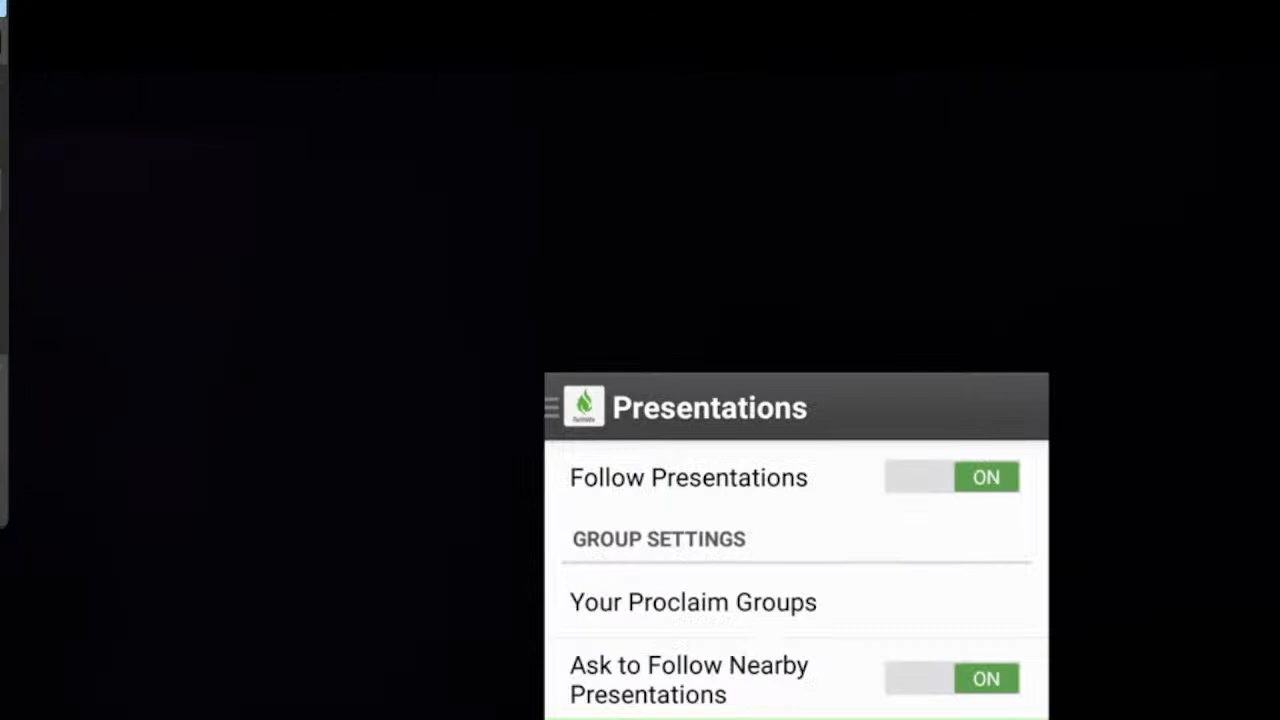 Presentations
Follow Presentations
ON
GROUP SETTINGS
Your Proclaim Groups
Ask to Follow Nearby
Presentations
ON